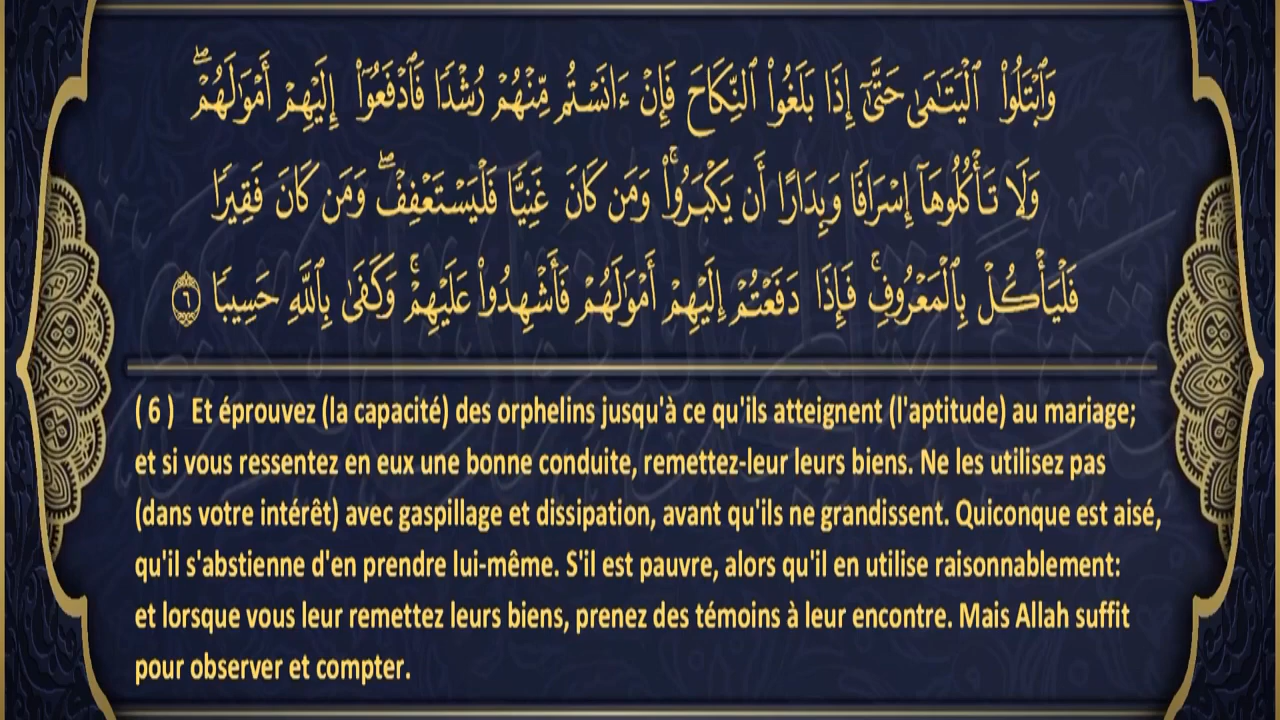 وَٱبْتَلُوا۟ ٱلْيَتَـٰمَىٰ حَتَّىٰٓ إِذَا بَلَغُوا۟ ٱلنِّكَاحَ فَإِنْ ءَانَسْتُم مِّنْهُمْ رُشْدًا فَٱدْفَعُوٓا۟ إِلَيْهِمْ أَمْوَٰلَهُمْ ۖ
وَلَا تَأْكُلُوهَآ إِسْرَافًا وَبِدَارًا أَن يَكْبَرُوا۟ ۚ وَمَن كَانَ غَنِيًّا فَلْيَسْتَعْفِفْ ۖ وَمَن كَانَ فَقِيرًا
فَلْيَأْكُلْ بِٱلْمَعْرُوفِ ۚ فَإِذَا دَفَعْتُمْ إِلَيْهِمْ أَمْوَٰلَهُمْ فَأَشْهِدُوا۟ عَلَيْهِمْ ۚ وَكَفَىٰ بِٱللَّهِ حَسِيبًا ٦
( 6 ) Et éprouvez (la capacité) des orphelins jusqu'à ce qu'ils atteignent (l'aptitude) au mariage;
et si vous ressentez en eux une bonne conduite, remettez-leur leurs biens. Ne les utilisez pas
(dans votre intérêt) avec gaspillage et dissipation, avant qu'ils ne grandissent. Quiconque est aisé,
qu'il s'abstienne d'en prendre lui-même. S'il est pauvre, alors qu'il en utilise raisonnablement:
et lorsque vous leur remettez leurs biens, prenez des témoins à leur encontre. Mais Allah suffit
pour observer et compter.